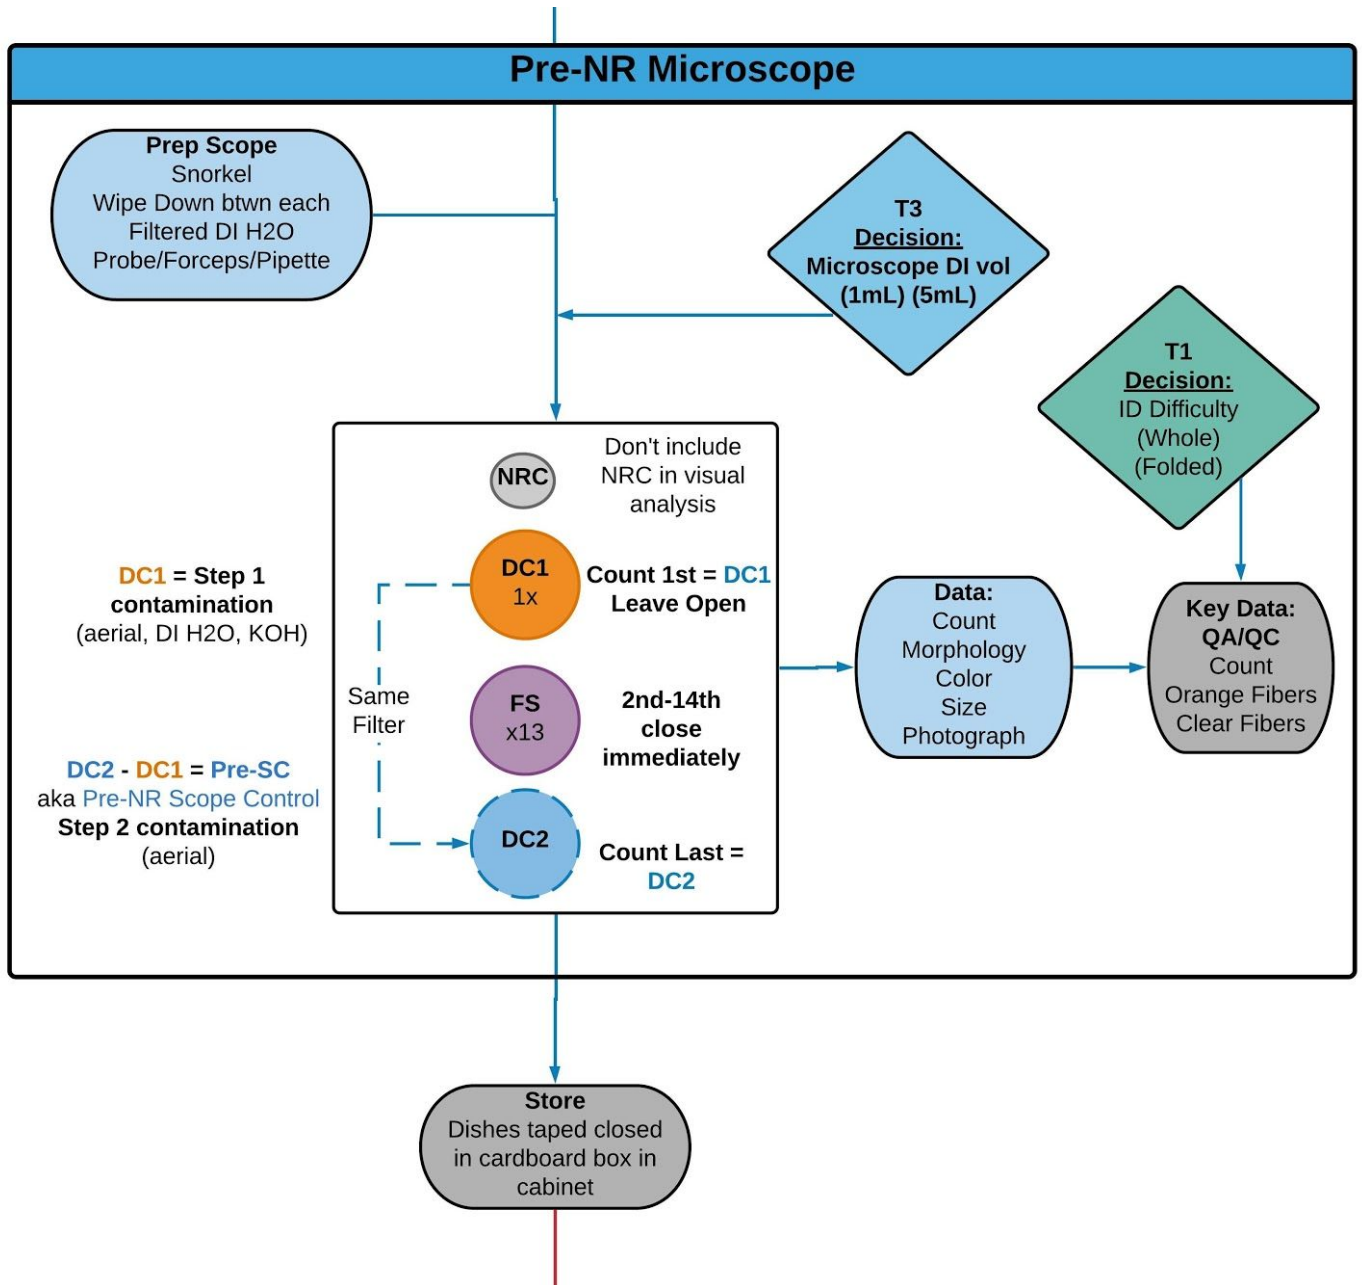 Pre-NR Microscope
Prep Scope
Snorkel
Wipe Down btwn each
Filtered DI H2O
Probe/Forceps/Pipette
T3
Decision:
Microscope DI vol
(1mL) (5mL)
T1
Decision:
ID Difficulty
(Whole)
(Folded)
NRC
Don't include
NRC in visual
analysis
DC1
1x
Count 1st = DC1
Leave Open
DC1 = Step 1
contamination
(aerial, DI H2O, KOH)
Same
Filter
FS
x13
2nd-14th
close
immediately
DC2 - DC1 = Pre-SC
aka Pre-NR Scope Control
Step 2 contamination
(aerial)
DC2
Count Last =
DC2
Data:
Count
Morphology
Color
Size
Photograph
Key Data:
QA/QC
Count
Orange Fibers
Clear Fibers
Store
Dishes taped closed
in cardboard box in
cabinet